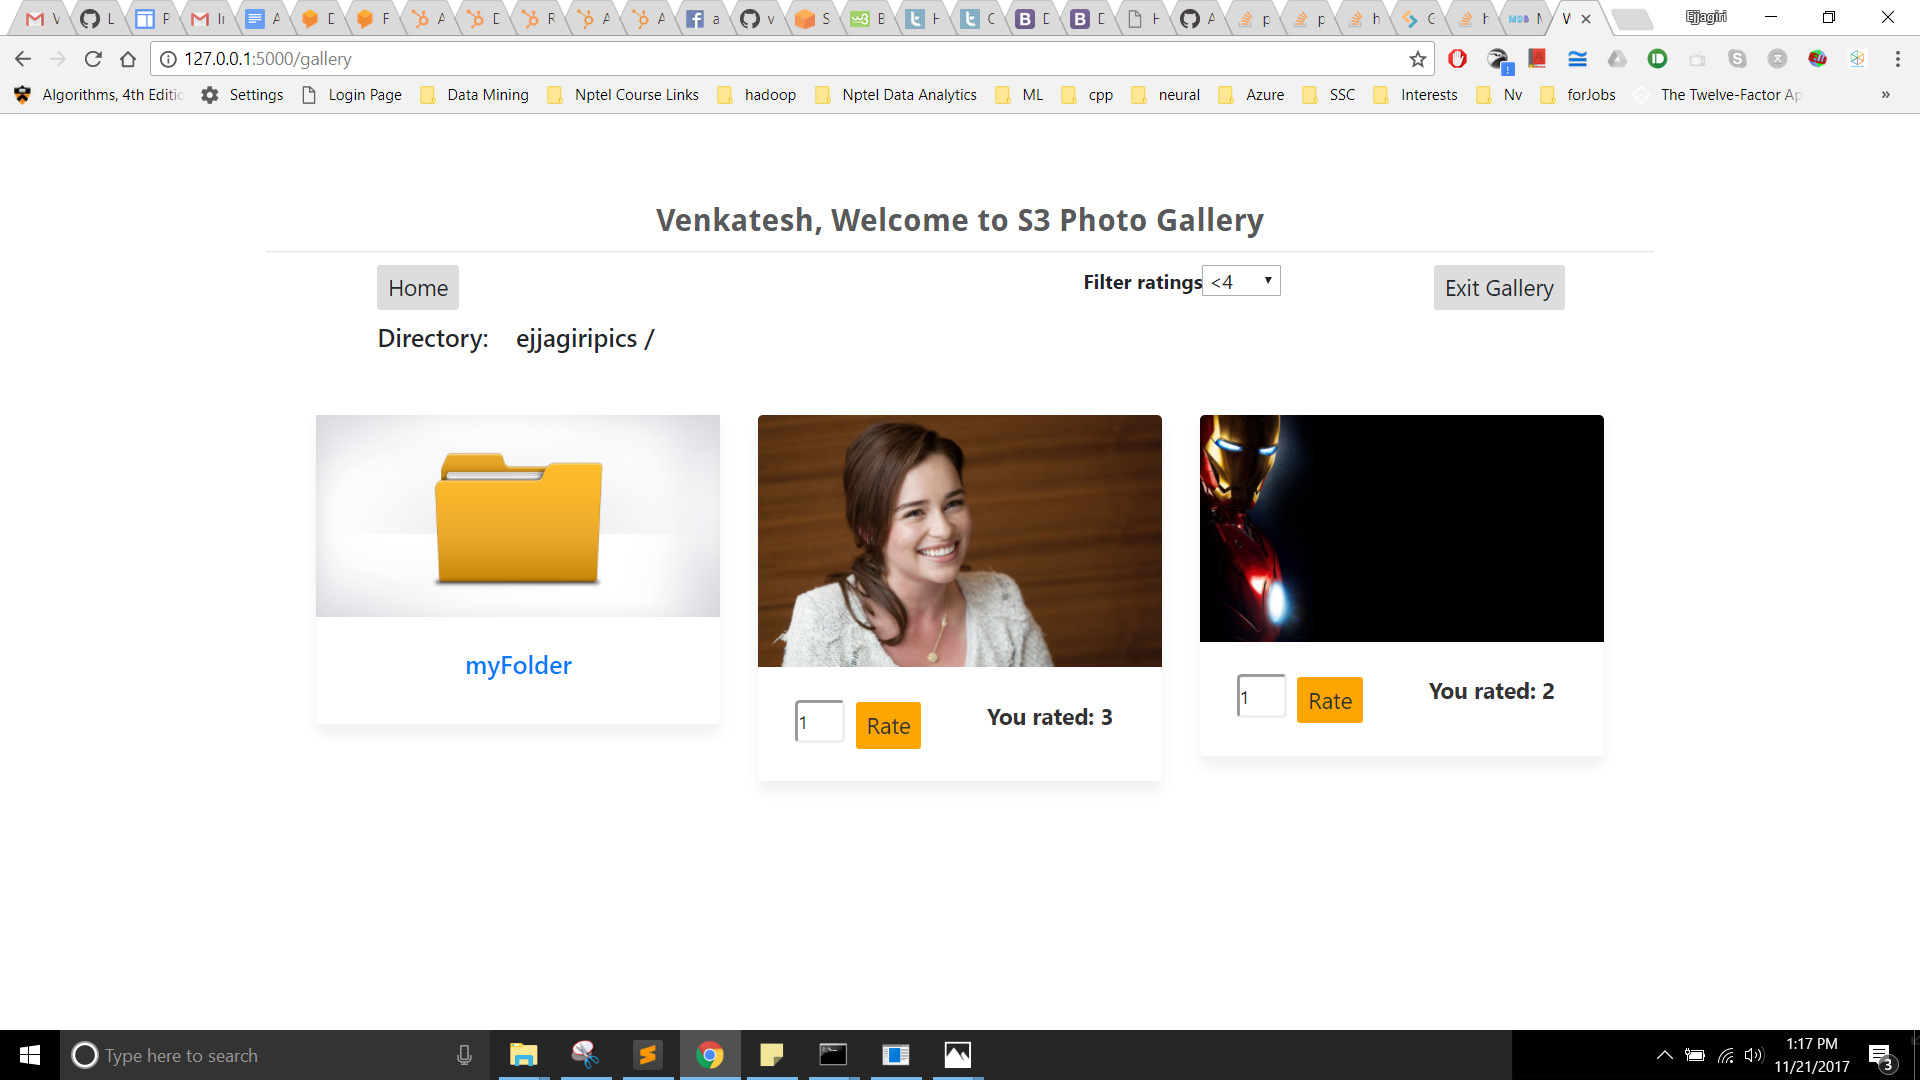 Ejjagiri
127.0.0.1:5000/gallery
Algorithms, 4th Editic
Settings
Login Page
Data Mining
Nptel Course Links
hadoop
Nptel Data Analytics
ML
cpp
neural
Azure
SSC
Interests
Nv
forJobs
The Twelve-Factor Ap
»
Venkatesh, Welcome to S3 Photo Gallery
Home
Filter ratings <4
Exit Gallery
Directory: ejjagiripics /
myFolder
1 Rate You rated: 3
1 Rate You rated: 2
Type here to search
1:17 PM
11/21/2017
3